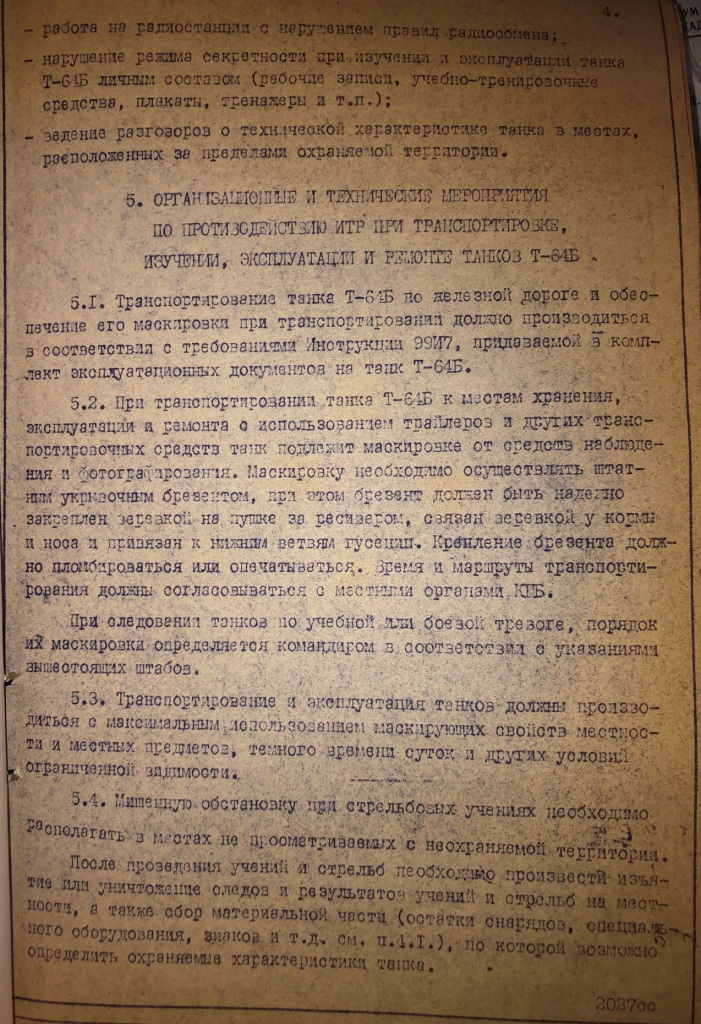 4.
- работа на радиостанции с нарушением правил радиообмена;
- нарушение режима секретности при изучении и эксплуатации танка
Т-64Б личным составом (рабочие записи, учебно-тренировочные
средства, плакаты, тренажеры и т.п.);
- ведение разговоров о технической характеристике танка в местах,
расположенных за пределами охраняемой территории.
5. ОРГАНИЗАЦИОННЫЕ И ТЕХНИЧЕСКИЕ МЕРОПРИЯТИЯ
ПО ПРОТИВОДЕЙСТВИЮ ИТР ПРИ ТРАНСПОРТИРОВКЕ,
ИЗУЧЕНИИ, ЭКСПЛУАТАЦИИ И РЕМОНТЕ ТАНКОВ Т-64Б.
5.1. Транспортирование танка Т-64Б по железной дороге и обес-
печение его маскировки при транспортировании должно производиться
в соответствии с требованиями Инструкции 99И7, придаваемой в комп-
лект эксплуатационных документов на танк Т-64Б.
5.2. При транспортировании танка Т-64Б к местам хранения,
эксплуатации и ремонта с использованием трайлеров и других транс-
портировочных средств танк подлежит маскировке от средств наблюде-
ния и фотографирования. Маскировку необходимо осуществлять штат-
ным укрывочным брезентом, при этом брезент должен быть надежно
закреплен веревкой на пушке за ресивером, связан веревкой у кормы
и носа и привязан к нижним ветвям гусениц. Крепление брезента долж-
но пломбироваться или опечатываться. Время и маршруты транспорти-
рования должны согласовываться с местными органами КГБ.
При следовании танков по учебной или боевой тревоге, порядок
их маскировки определяется командиром в соответствии с указаниями
вышестоящих штабов.
5.3. Транспортирование и эксплуатация танков должны произво-
диться с максимальным использованием маскирующих свойств местнос-
ти и местных предметов, темного времени суток и других условий
ограниченной видимости.
5.4. Мишенную обстановку при стрельбовых учениях необходимо
располагать в местах не просматриваемых с неохраняемой территории.
После проведения учений и стрельб необходимо произвести изъя-
тие или уничтожение следов и результатов учений и стрельб на мест-
ности, а также сбор материальной части (остатки снарядов, специаль-
ного оборудования, знаков и т.д. см. п.4.1.), по которой возможно
определить охраняемые характеристики танка.
2027сс